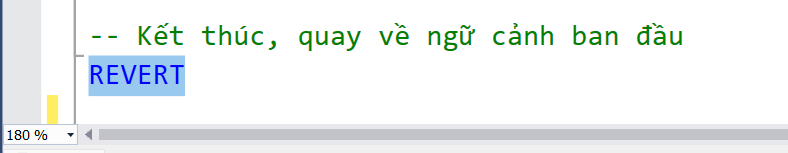 -- Kết thúc, quay về ngữ cảnh ban đầu
REVERT
180 %